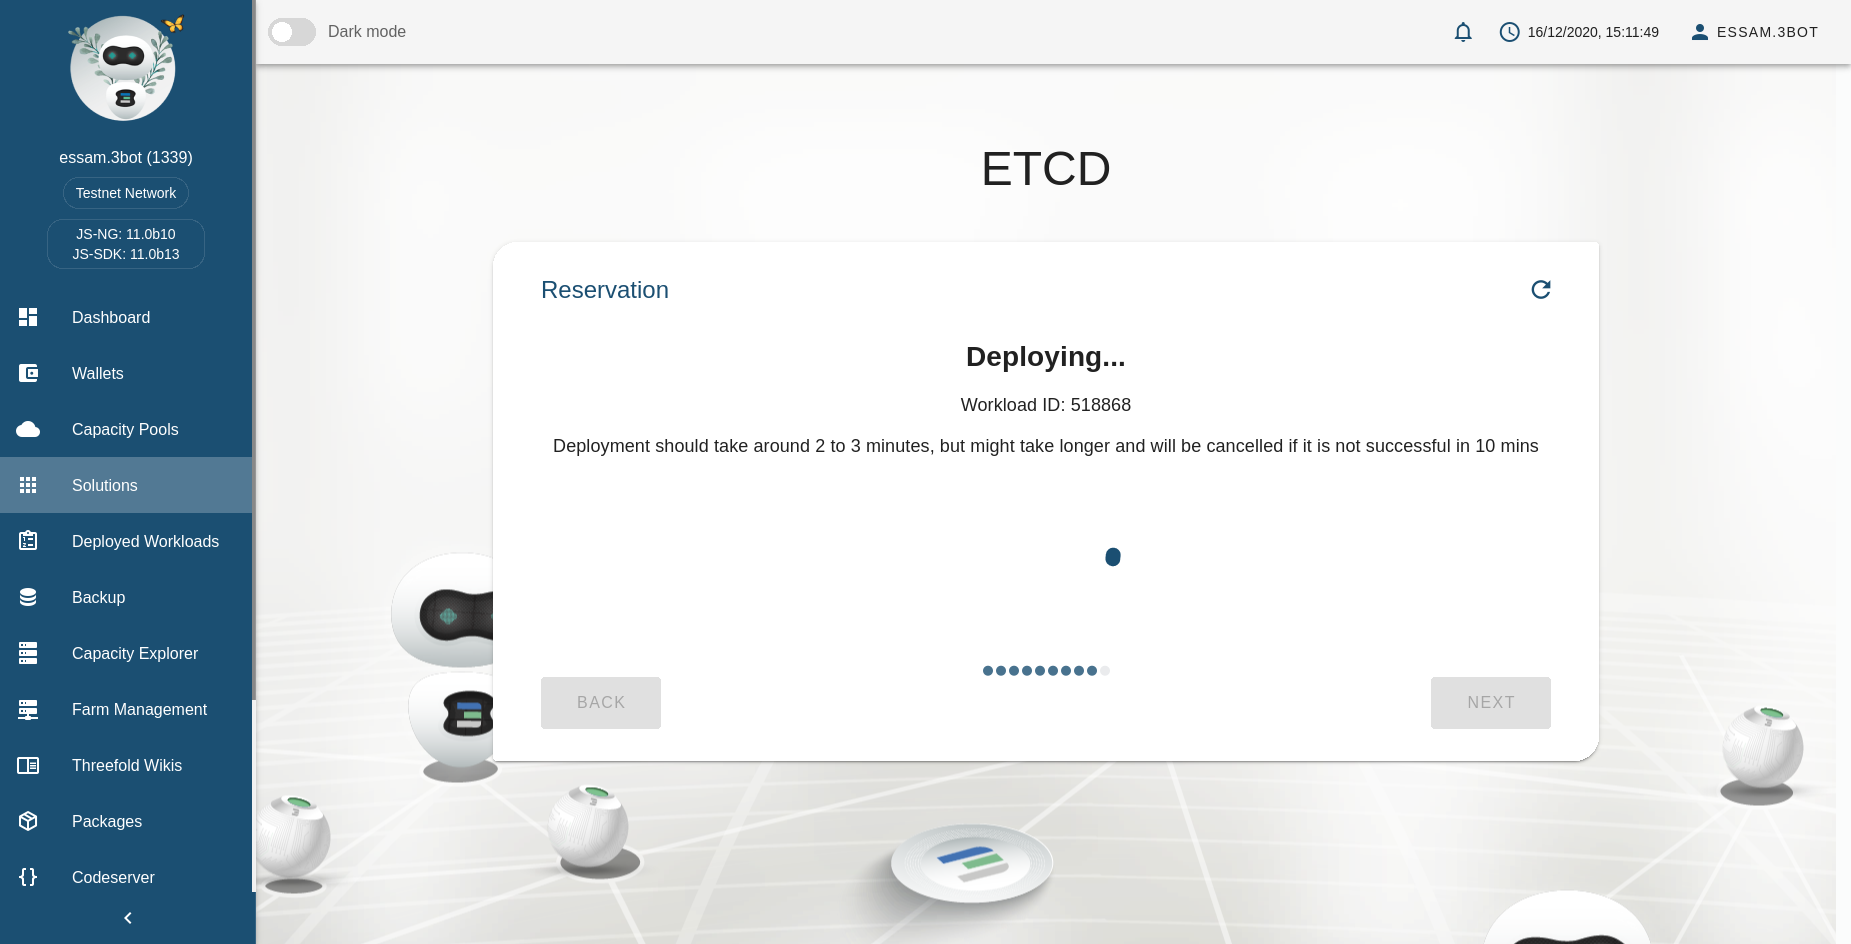 essam.3bot (1339)
Testnet Network
JS-NG: 11.0b10
JS-SDK: 11.0b13
Dashboard
Wallets
Capacity Pools
Solutions
Deployed Workloads
Backup
Capacity Explorer
Farm Management
Threefold Wikis
Packages
Codeserver
Dark mode
16/12/2020, 15:11:49
ESSAM.3BOT
ETCD
Reservation
Deploying...
Workload ID: 518868
Deployment should take around 2 to 3 minutes, but might take longer and will be cancelled if it is not successful in 10 mins
BACK
NEXT